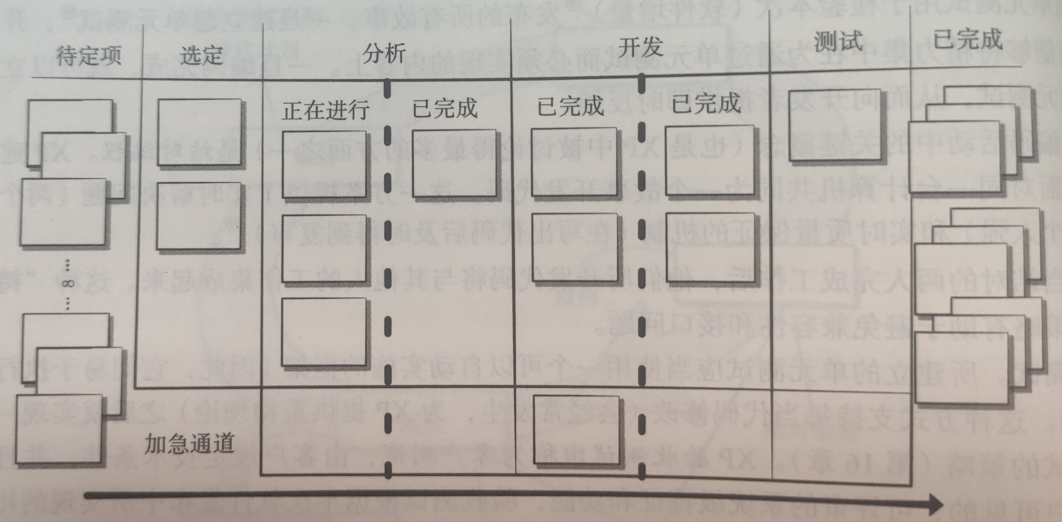 待定项 选定 分析 开发 测试 已完成
正在进行 已完成 已完成 已完成
… 8 …
加急通道